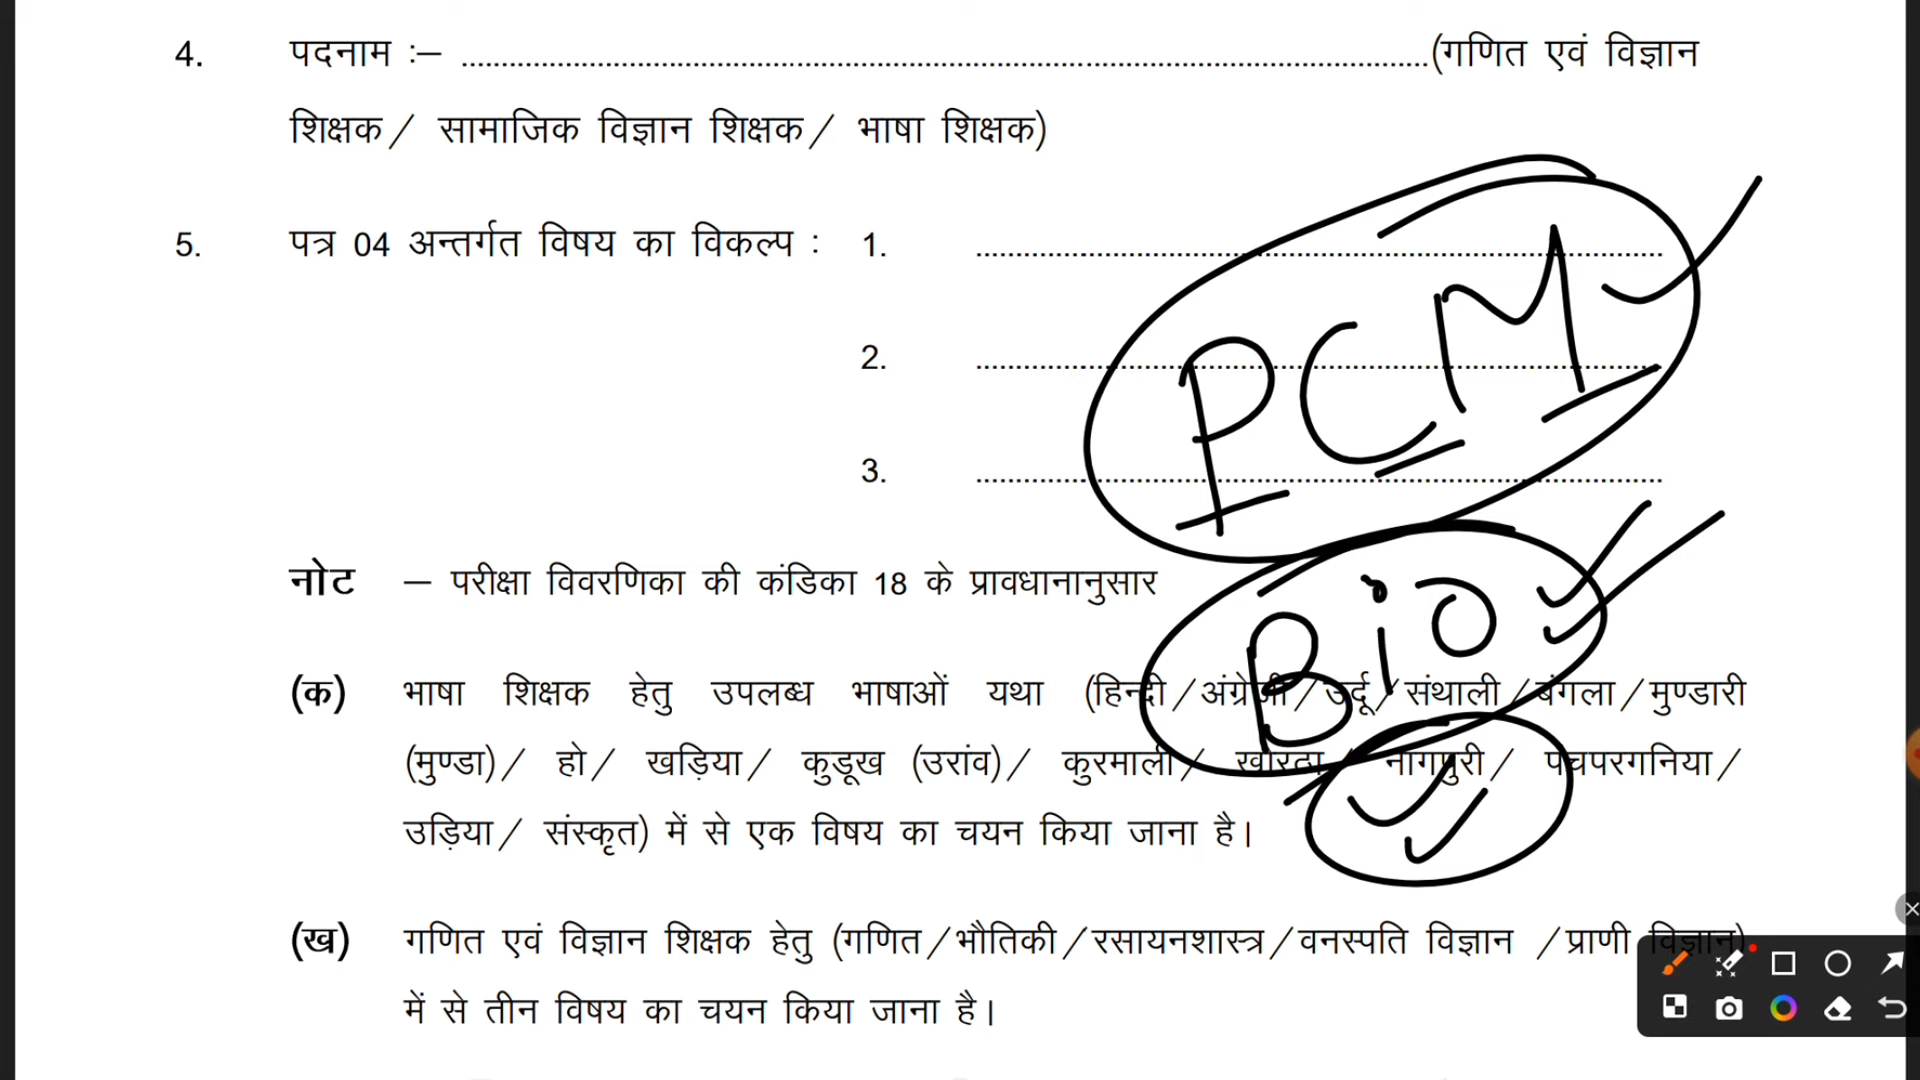 4. पदनाम :– ..........................................................................................(गणित एवं विज्ञान
शिक्षक / सामाजिक विज्ञान शिक्षक / भाषा शिक्षक)
5. पत्र 04 अन्तर्गत विषय का विकल्प : 1. ................................................................
2. ................................................................
3. ................................................................
PCM
नोट – परीक्षा विवरणिका की कंडिका 18 के प्रावधानानुसार
Bio
(क) भाषा शिक्षक हेतु उपलब्ध भाषाओं यथा (हिन्दी / अंग्रेजी / उर्दू / संथाली / बंगला / मुण्डारी
(मुण्डा) / हो / खड़िया / कुडूख (उरांव) / कुरमाली / खोरठा / नागपुरी / पंचपरगनिया /
उड़िया / संस्कृत) में से एक विषय का चयन किया जाना है।
(ख) गणित एवं विज्ञान शिक्षक हेतु (गणित / भौतिकी / रसायनशास्त्र / वनस्पति विज्ञान / प्राणी विज्ञान)
में से तीन विषय का चयन किया जाना है।